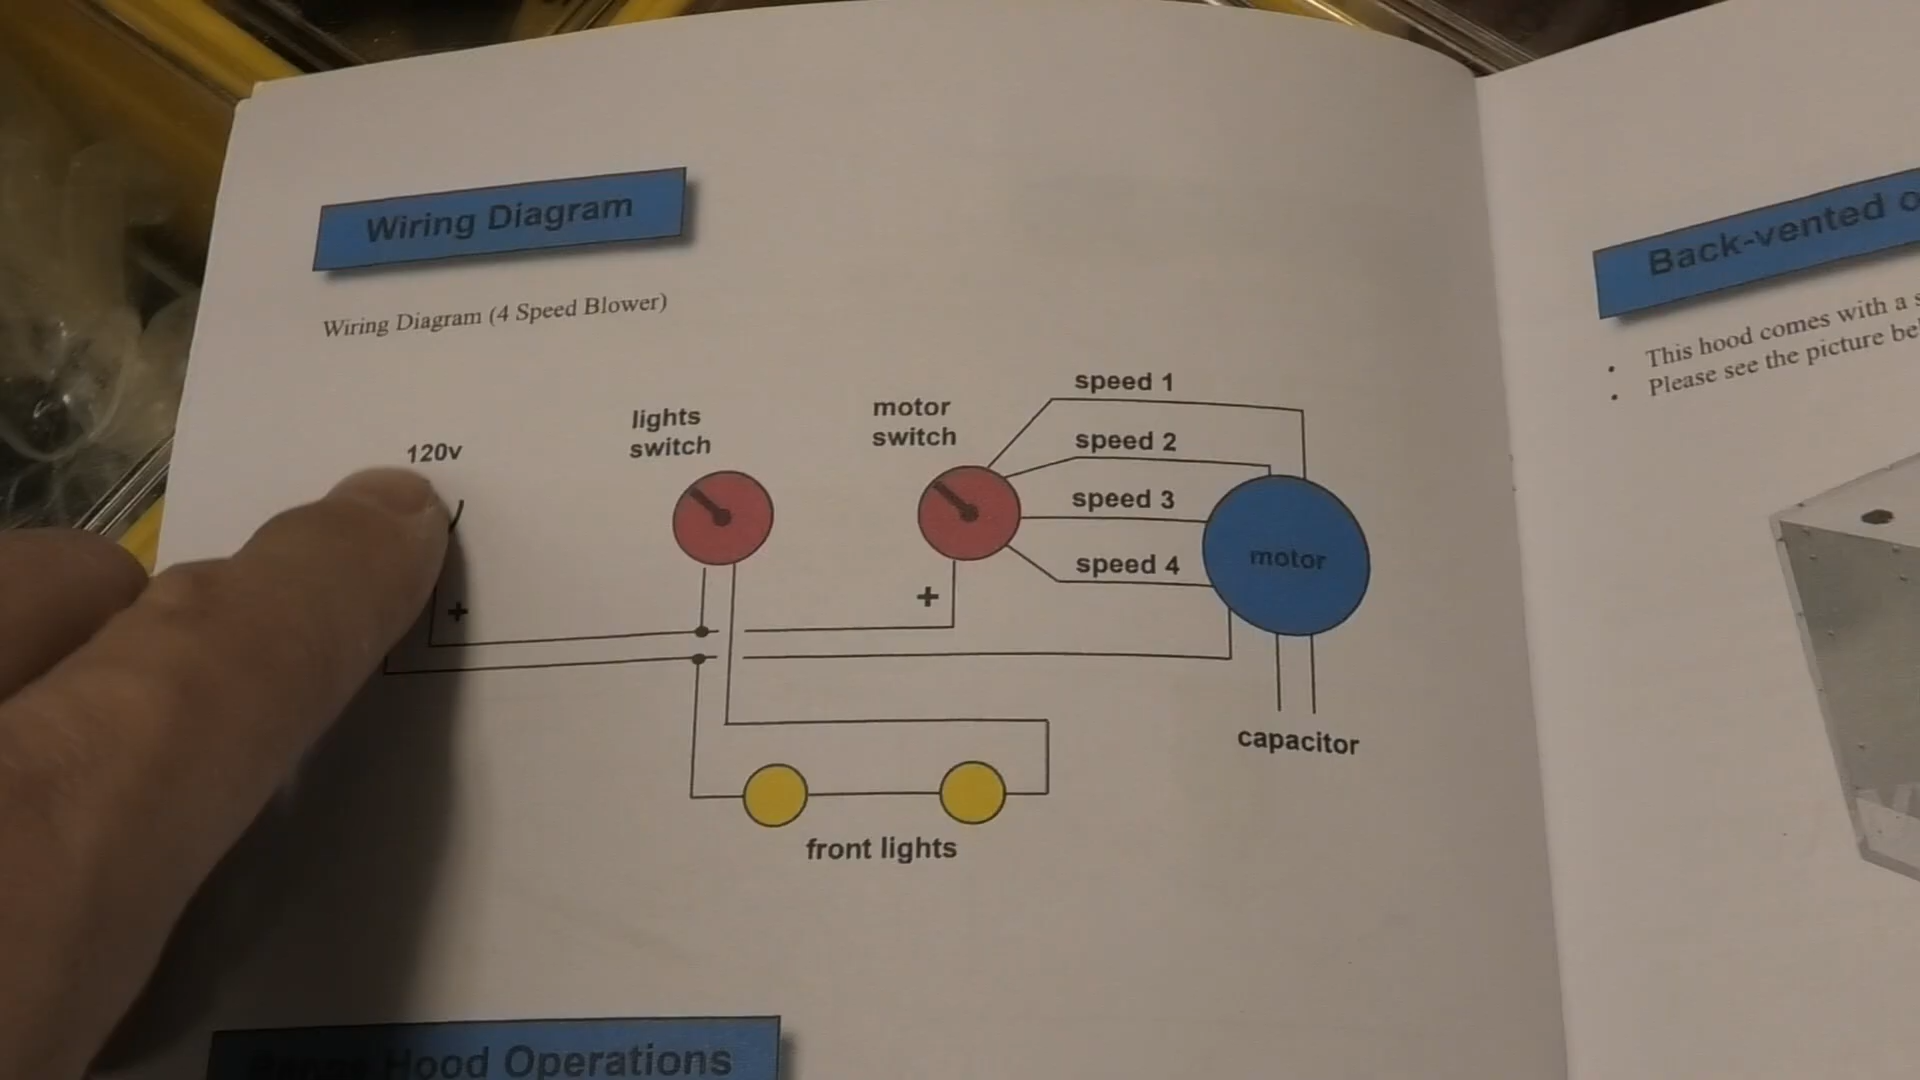 Wiring Diagram
Wiring Diagram (4 Speed Blower)
120v
+
lights
switch
motor
switch
+
speed 1
speed 2
speed 3
speed 4
motor
capacitor
front lights
Hood Operations
Back-vented
This hood comes with a
Please see the picture